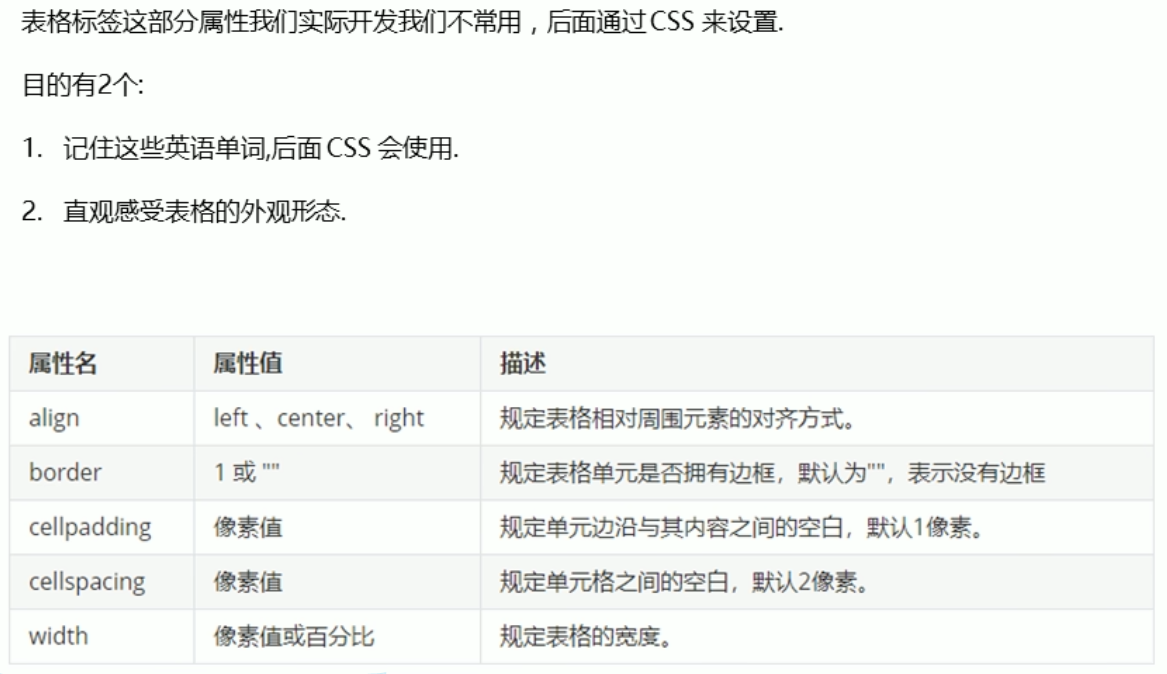 表格标签这部分属性我们实际开发我们不常用，后面通过 CSS 来设置.
目的有2个:
1. 记住这些英语单词,后面 CSS 会使用.
2. 直观感受表格的外观形态.
属性名 属性值 描述
align left 、center、 right 规定表格相对周围元素的对齐方式。
border 1 或 "" 规定表格单元是否拥有边框，默认为""，表示没有边框
cellpadding 像素值 规定单元边沿与其内容之间的空白，默认1像素。
cellspacing 像素值 规定单元格之间的空白，默认2像素。
width 像素值或百分比 规定表格的宽度。